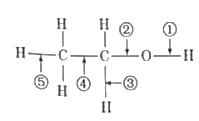 H H ② ①
H C C O H
⑤ ④ ③
H H